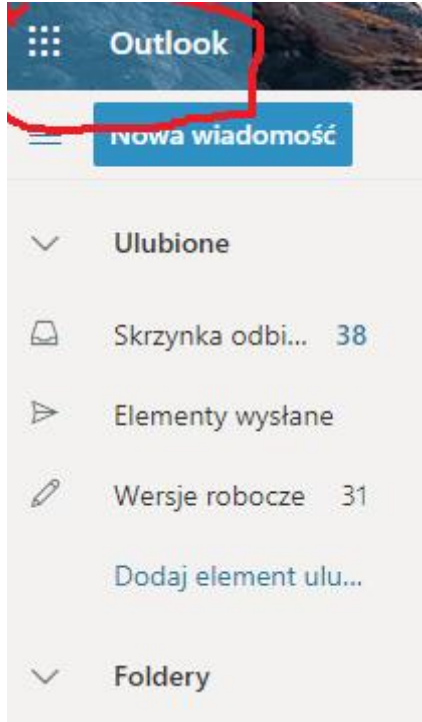 Outlook
Nowa wiadomość
Ulubione
Skrzynka odbi... 38
Elementy wysłane
Wersje robocze 31
Dodaj element ulu...
Foldery